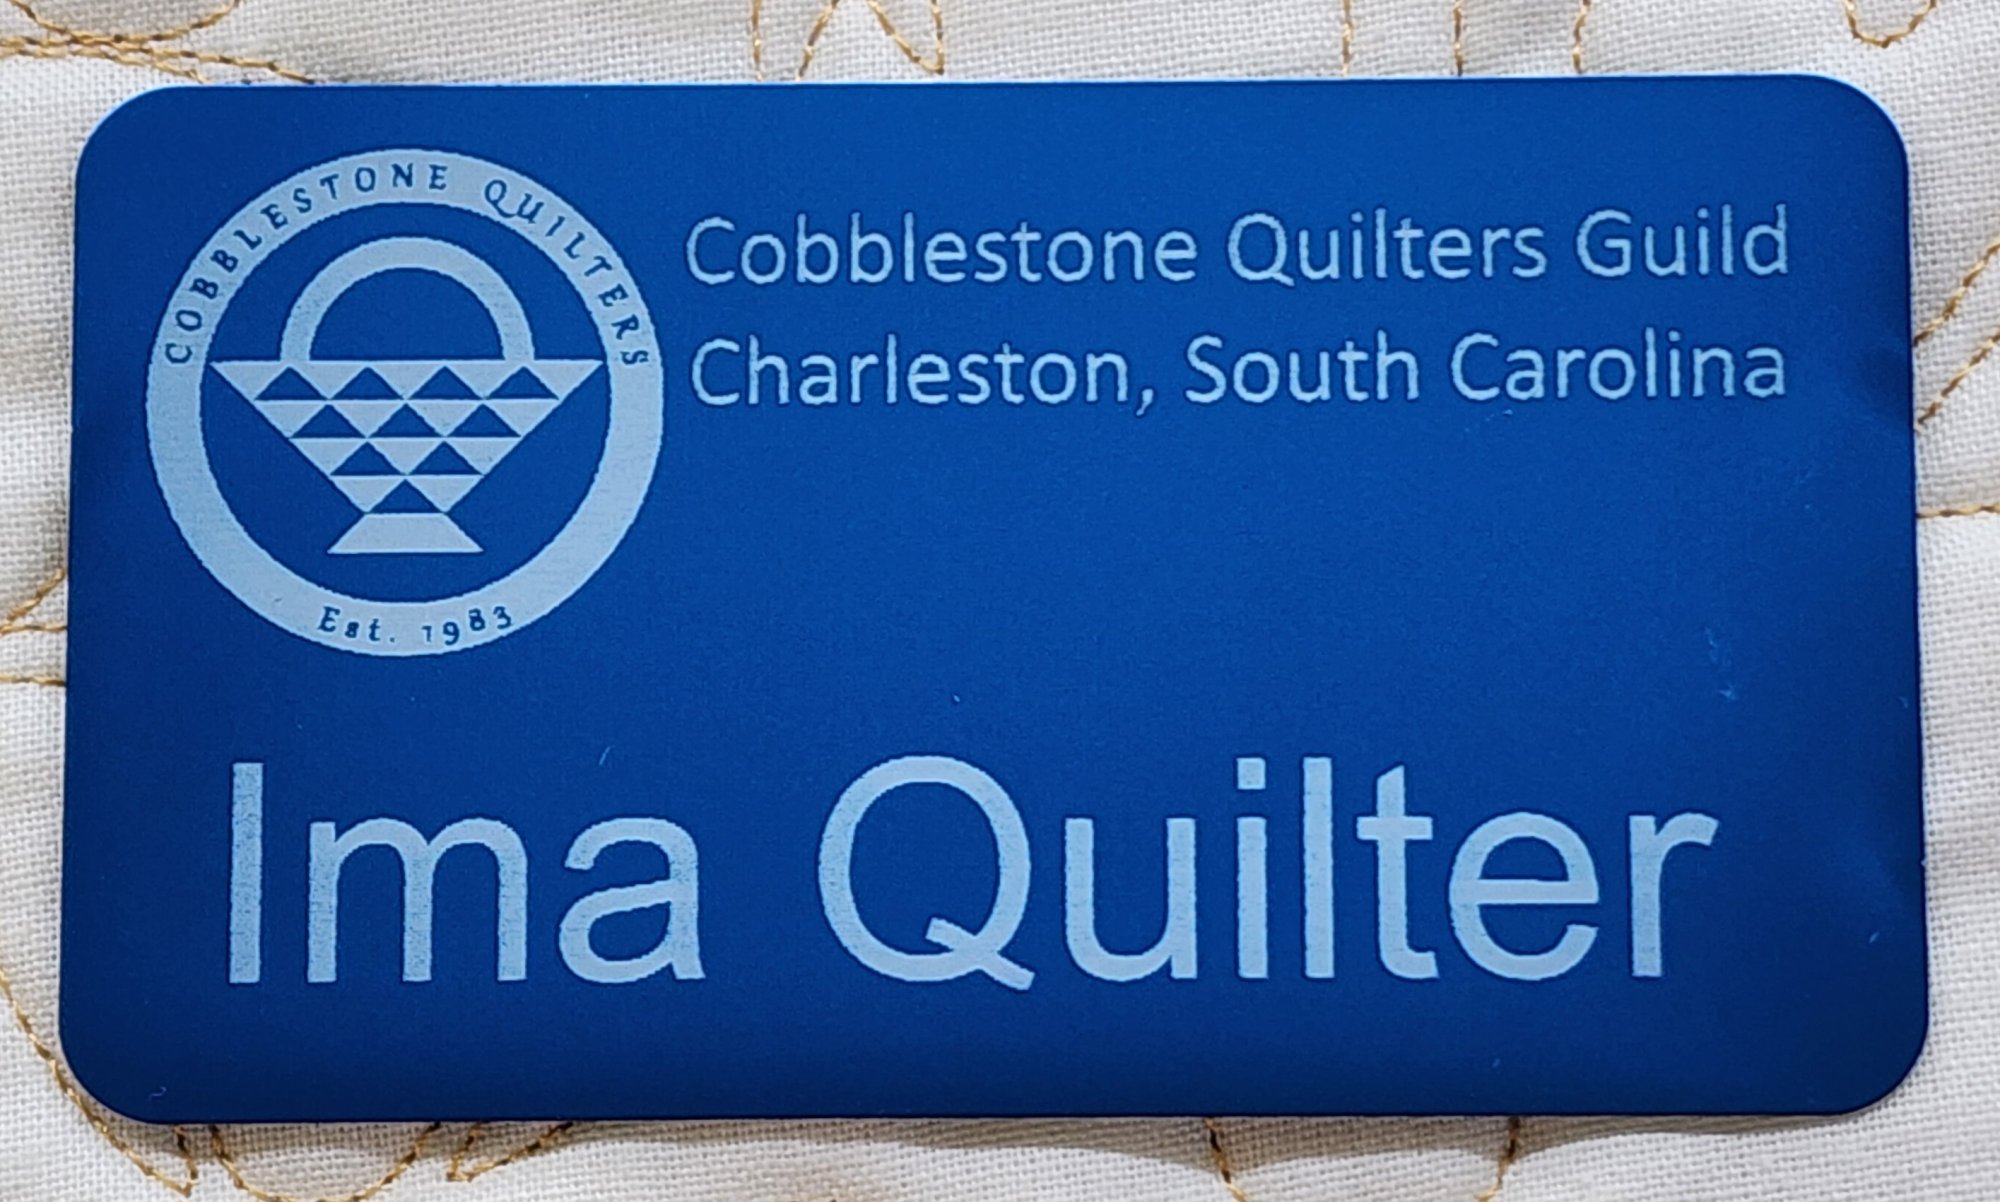 COBBLESTONE QUILTERS
Est. 1983
Cobblestone Quilters Guild
Charleston, South Carolina
Ima Quilter